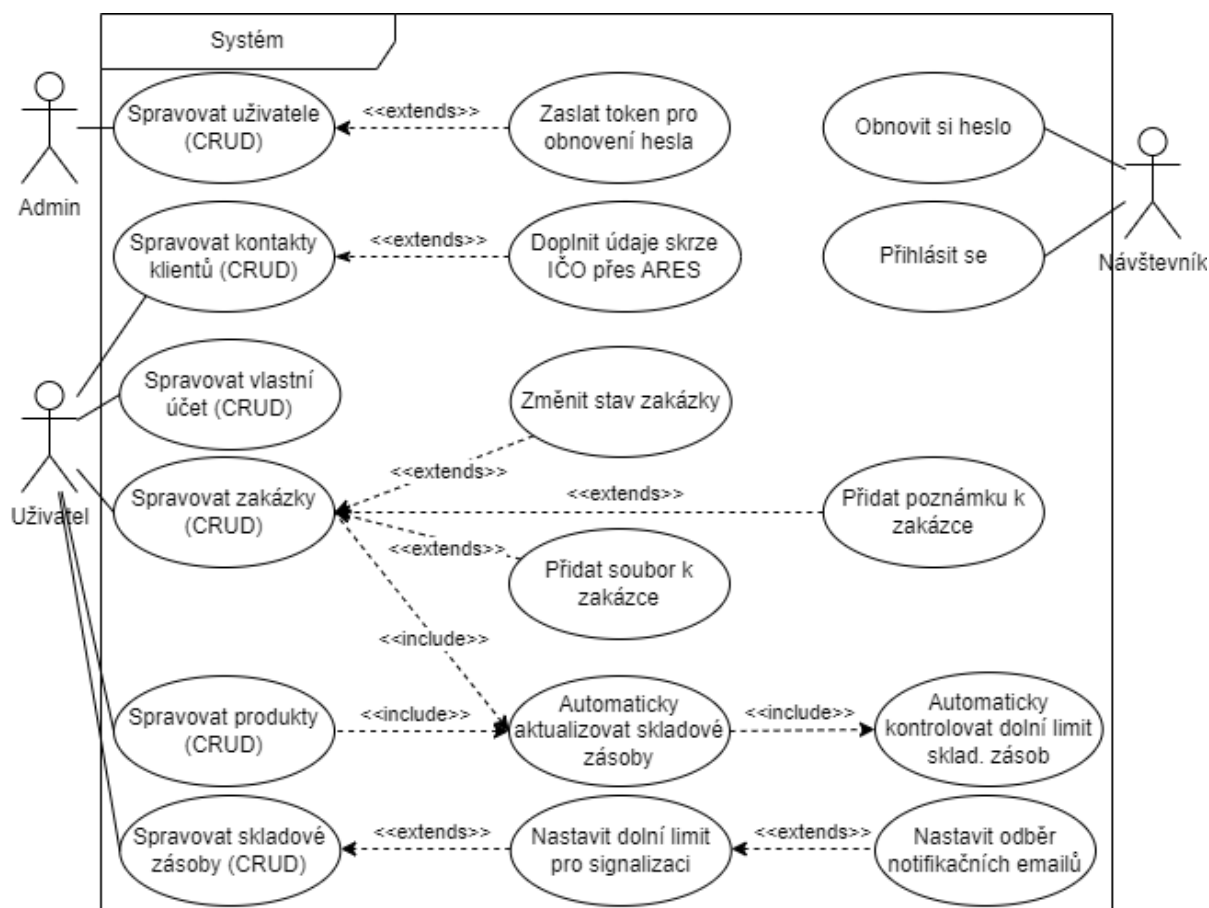 Systém
Spravovat uživatele
(CRUD)
<<extends>>
Zaslat token pro
obnovení hesla
Obnovit si heslo
Admin
Spravovat kontakty
klientů (CRUD)
<<extends>>
Doplnit údaje skrze
IČO přes ARES
Přihlásit se
Návštevník
Spravovat vlastní
účet (CRUD)
Změnit stav zakázky
<<extends>>
Uživatel
Spravovat zakázky
(CRUD)
<<extends>>
Přidat poznámku k
zakázce
<<extends>>
Přidat soubor k
zakázce
<<include>>
Spravovat produkty
(CRUD)
<<include>>
Automaticky
aktualizovat skladové
zásoby
<<include>>
Automaticky
kontrolovat dolní limit
sklad. zásob
Spravovat skladové
zásoby (CRUD)
<<extends>>
Nastavit dolní limit
pro signalizaci
<<extends>>
Nastavit odběr
notifikačních emailů